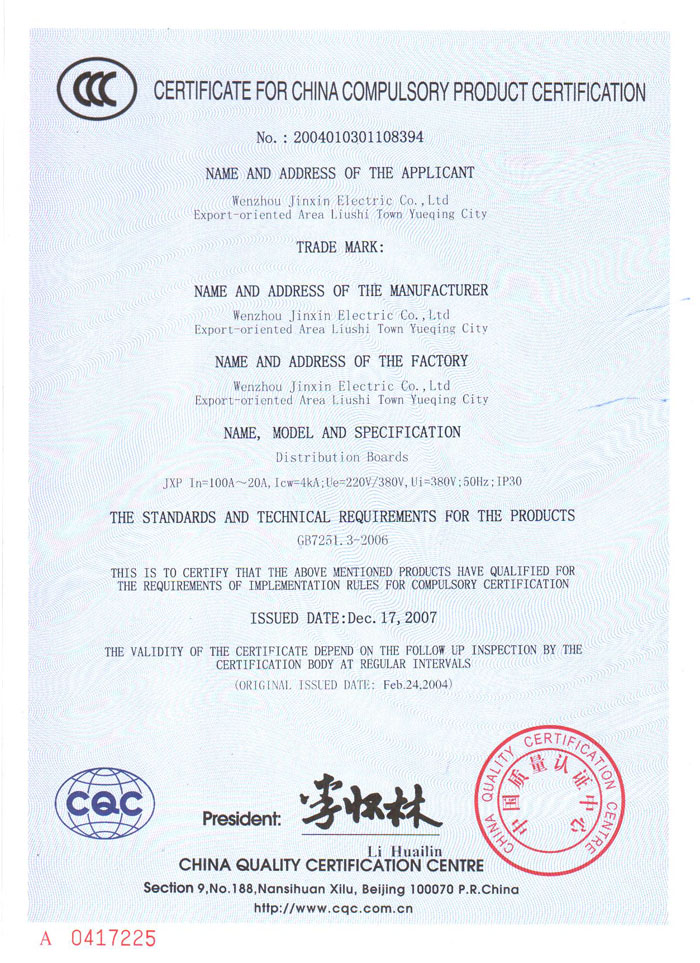 CCC
CERTIFICATE FOR CHINA COMPULSORY PRODUCT CERTIFICATION
No. : 2004010301108394
NAME AND ADDRESS OF THE APPLICANT
Wenzhou Jinxin Electric Co.,Ltd
Export-oriented Area Liushi Town Yueqing City
TRADE MARK:
NAME AND ADDRESS OF THE MANUFACTURER
Wenzhou Jinxin Electric Co.,Ltd
Export-oriented Area Liushi Town Yueqing City
NAME AND ADDRESS OF THE FACTORY
Wenzhou Jinxin Electric Co.,Ltd
Export-oriented Area Liushi Town Yueqing City
NAME, MODEL AND SPECIFICATION
Distribution Boards
JXP In=100A～20A,Icw=4kA;Ue=220V/380V,Ui=380V;50Hz;IP30
THE STANDARDS AND TECHNICAL REQUIREMENTS FOR THE PRODUCTS
GB7251.3-2006
THIS IS TO CERTIFY THAT THE ABOVE MENTIONED PRODUCTS HAVE QUALIFIED FOR
THE REQUIREMENTS OF IMPLEMENTATION RULES FOR COMPULSORY CERTIFICATION
ISSUED DATE:Dec.17,2007
THE VALIDITY OF THE CERTIFICATE DEPEND ON THE FOLLOW UP INSPECTION BY THE
CERTIFICATION BODY AT REGULAR INTERVALS
(ORIGINAL ISSUED DATE: Feb.24,2004)
CQC
President:
李怀林
Li Huailin
CHINA QUALITY CERTIFICATION CENTRE
中国质量认证中心
CHINA QUALITY CERTIFICATION CENTRE
Section 9,No.188,Nansihuan Xilu, Beijing 100070 P.R.China
http://www.cqc.com.cn
A 0417225